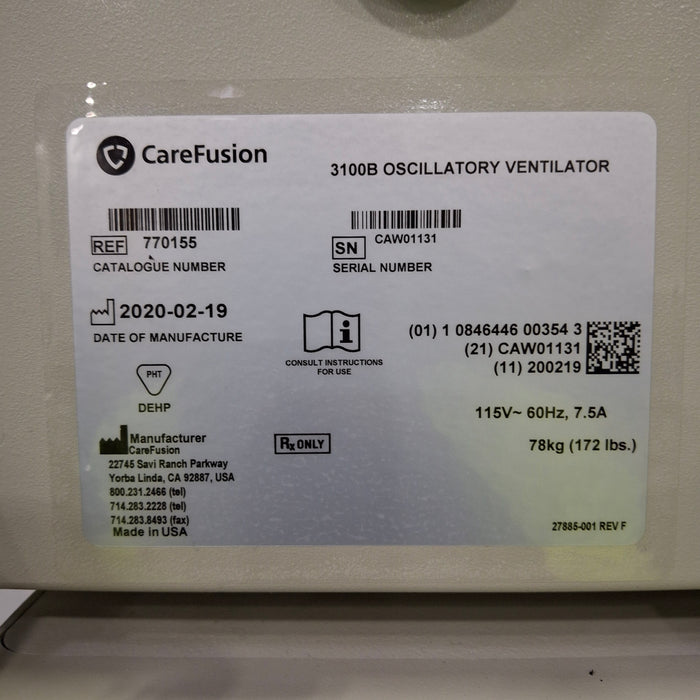 CareFusion
3100B OSCILLATORY VENTILATOR
REF 770155
CATALOGUE NUMBER
SN CAW01131
SERIAL NUMBER
2020-02-19
DATE OF MANUFACTURE
i
CONSULT INSTRUCTIONS
FOR USE
(01) 1 0846446 00354 3
(21) CAW01131
(11) 200219
PHT
DEHP
115V~ 60Hz, 7.5A
78kg (172 lbs.)
Manufacturer
CareFusion
22745 Savi Ranch Parkway
Yorba Linda, CA 92887, USA
800.231.2466 (tel)
714.283.2228 (tel)
714.283.8493 (fax)
Made in USA
Rx ONLY
27885-001 REV F